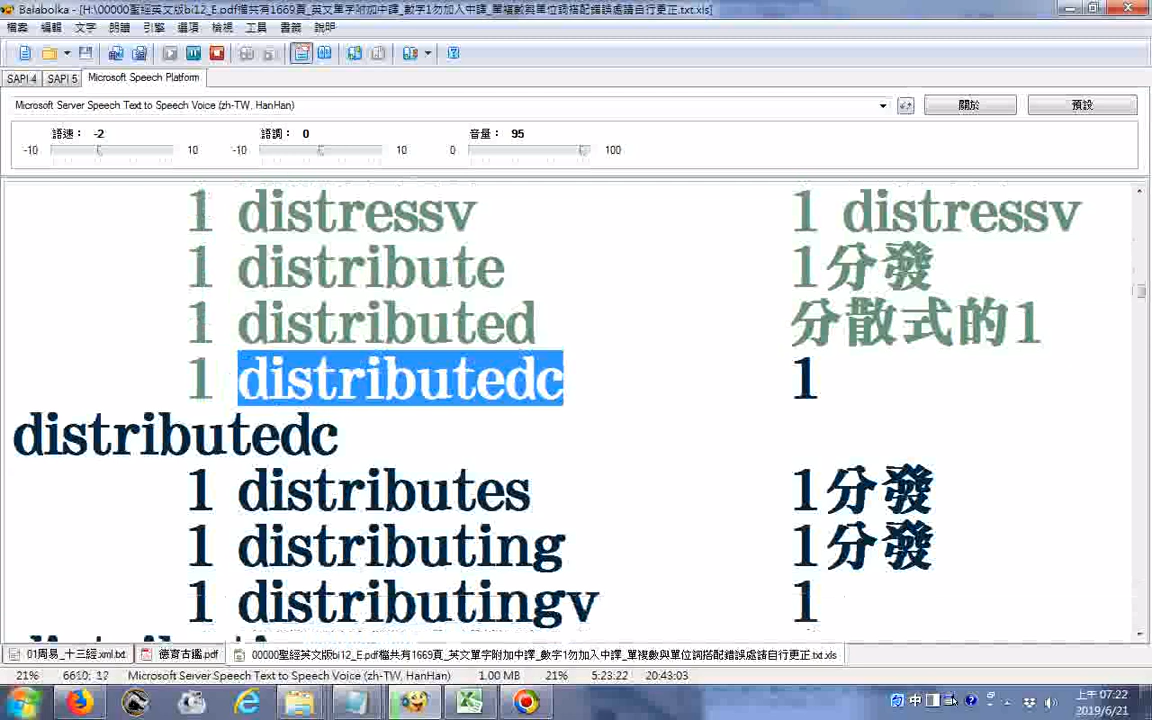 Balabolka - [H:\00000聖經英文版bi12_E.pdf檔共有1669頁_英文單字附加中譯_數字1勿加入中譯_單複數與單位詞搭配錯誤處請自行更正.txt.xls]
檔案 編輯 文字 朗讀 引擎 選項 檢視 工具 書籤 說明
SAPI 4 SAPI 5 Microsoft Speech Platform
Microsoft Server Speech Text to Speech Voice (zh-TW, HanHan) 關於 預設
語速： -2 語調： 0 音量： 95
-10 10 -10 10 0 100
1 distressv 1 distressv
1 distribute 1分發
1 distributed 分散式的1
1 distributedc 1
distributedc
1 distributes 1分發
1 distributing 1分發
1 distributingv 1
01周易_十三經.xml.txt 德育古鑑.pdf 00000聖經英文版bi12_E.pdf檔共有1669頁_英文單字附加中譯_數字1勿加入中譯_單複數與單位詞搭配錯誤處請自行更正.txt.xls
21% 6610; 12 Microsoft Server Speech Text to Speech Voice (zh-TW, HanHan) 1.00 MB 21% 5:23:22 20:43:03
中 上午 07:22
2019/6/21